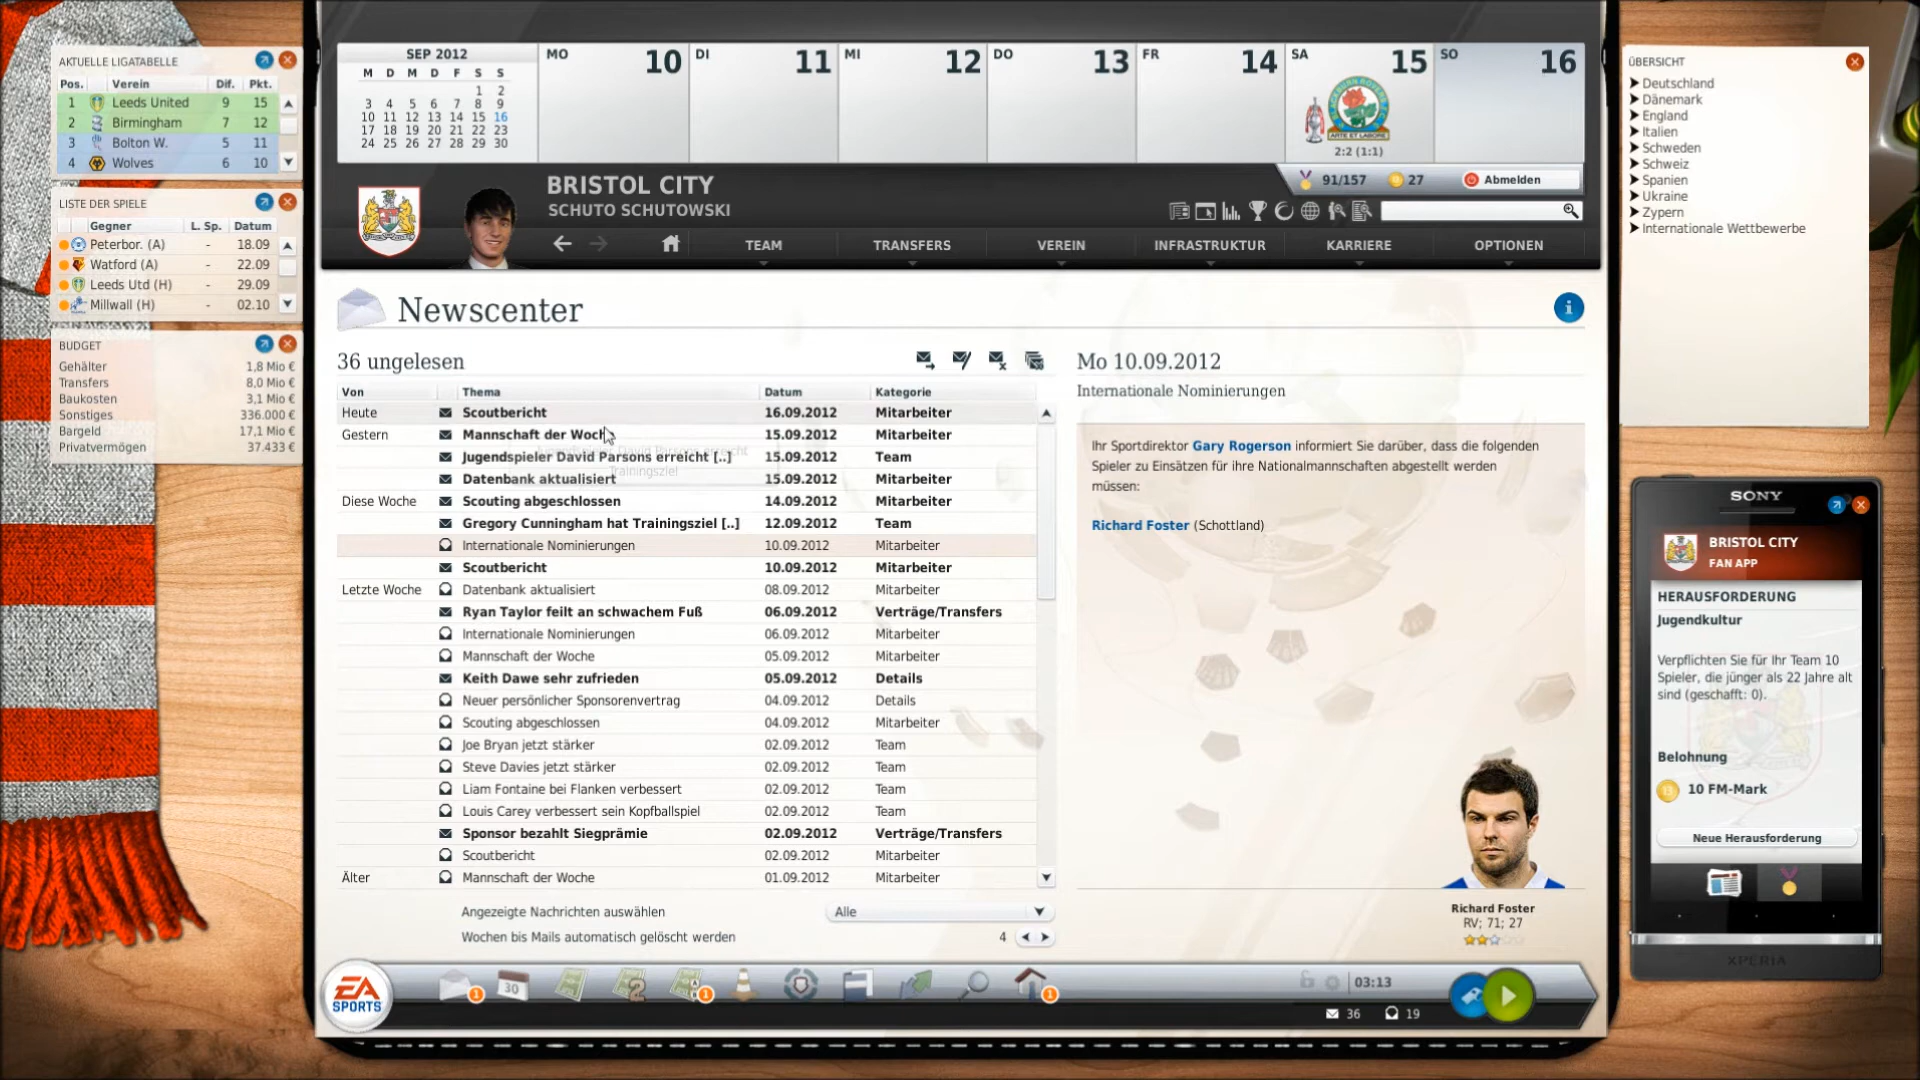 AKTUELLE LIGATABELLE
Pos. Verein Dif. Pkt.
1 Leeds United 9 15
2 Birmingham 7 12
3 Bolton W. 5 11
4 Wolves 6 10
LISTE DER SPIELE
Gegner L. Sp. Datum
Peterbor. (A) - 18.09
Watford (A) - 22.09
Leeds Utd (H) - 29.09
Millwall (H) - 02.10
BUDGET
Gehälter 1,8 Mio €
Transfers 8,0 Mio €
Baukosten 3,1 Mio €
Sonstiges 336.000 €
Bargeld 17,1 Mio €
Privatvermögen 37.433 €
SEP 2012
M D M D F S S
1 2
3 4 5 6 7 8 9
10 11 12 13 14 15 16
17 18 19 20 21 22 23
24 25 26 27 28 29 30
MO 10 DI 11 MI 12 DO 13 FR 14 SA 15 SO 16
ARTE ET LABORE
2:2 (1:1)
91/157 27 Abmelden
BRISTOL CITY
SCHUTO SCHUTOWSKI
TEAM TRANSFERS VEREIN INFRASTRUKTUR KARRIERE OPTIONEN
Newscenter
36 ungelesen
Von Thema Datum Kategorie
Heute Scoutbericht 16.09.2012 Mitarbeiter
Gestern Mannschaft der Woche 15.09.2012 Mitarbeiter
Jugendspieler David Parsons erreicht [..] 15.09.2012 Team
Datenbank aktualisiert 15.09.2012 Mitarbeiter
Diese Woche Scouting abgeschlossen 14.09.2012 Mitarbeiter
Gregory Cunningham hat Trainingsziel [..] 12.09.2012 Team
Internationale Nominierungen 10.09.2012 Mitarbeiter
Scoutbericht 10.09.2012 Mitarbeiter
Letzte Woche Datenbank aktualisiert 08.09.2012 Mitarbeiter
Ryan Taylor feilt an schwachem Fuß 06.09.2012 Verträge/Transfers
Internationale Nominierungen 06.09.2012 Mitarbeiter
Mannschaft der Woche 05.09.2012 Mitarbeiter
Keith Dawe sehr zufrieden 05.09.2012 Details
Neuer persönlicher Sponsorenvertrag 04.09.2012 Details
Scouting abgeschlossen 04.09.2012 Mitarbeiter
Joe Bryan jetzt stärker 02.09.2012 Team
Steve Davies jetzt stärker 02.09.2012 Team
Liam Fontaine bei Flanken verbessert 02.09.2012 Team
Louis Carey verbessert sein Kopfballspiel 02.09.2012 Team
Sponsor bezahlt Siegprämie 02.09.2012 Verträge/Transfers
Scoutbericht 02.09.2012 Mitarbeiter
Älter Mannschaft der Woche 01.09.2012 Mitarbeiter
Angezeigte Nachrichten auswählen Alle
Wochen bis Mails automatisch gelöscht werden 4
Mo 10.09.2012
Internationale Nominierungen
Ihr Sportdirektor Gary Rogerson informiert Sie darüber, dass die folgenden
Spieler zu Einsätzen für ihre Nationalmannschaften abgestellt werden
müssen:
Richard Foster (Schottland)
Richard Foster
RV; 71; 27
EA
SPORTS
1 30 2 1 1
03:13
36 19
ÜBERSICHT
Deutschland
Dänemark
England
Italien
Schweden
Schweiz
Spanien
Ukraine
Zypern
Internationale Wettbewerbe
SONY
BRISTOL CITY
FAN APP
HERAUSFORDERUNG
Jugendkultur
Verpflichten Sie für Ihr Team 10
Spieler, die jünger als 22 Jahre alt
sind (geschafft: 0).
Belohnung
10 FM-Mark
Neue Herausforderung
XPERIA